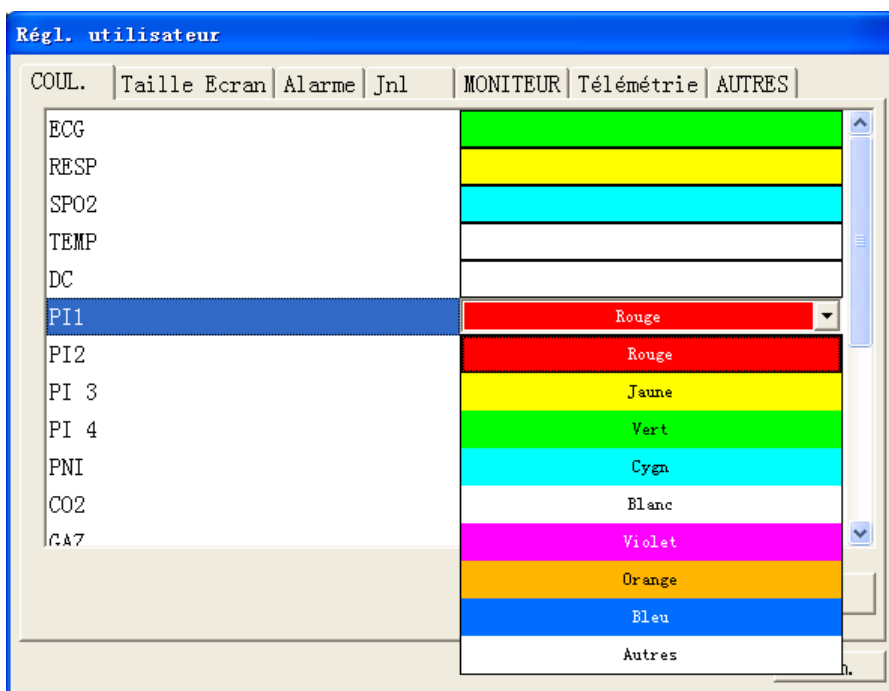 Régl. utilisateur
COUL. Taille Ecran Alarme Jnl MONITEUR Télémétrie AUTRES
ECG
RESP
SPO2
TEMP
DC
PI1 Rouge
PI2 Rouge
PI 3 Jaune
PI 4 Vert
PNI Cygn
CO2 Blanc
GAZ Violet
Orange
Bleu
Autres